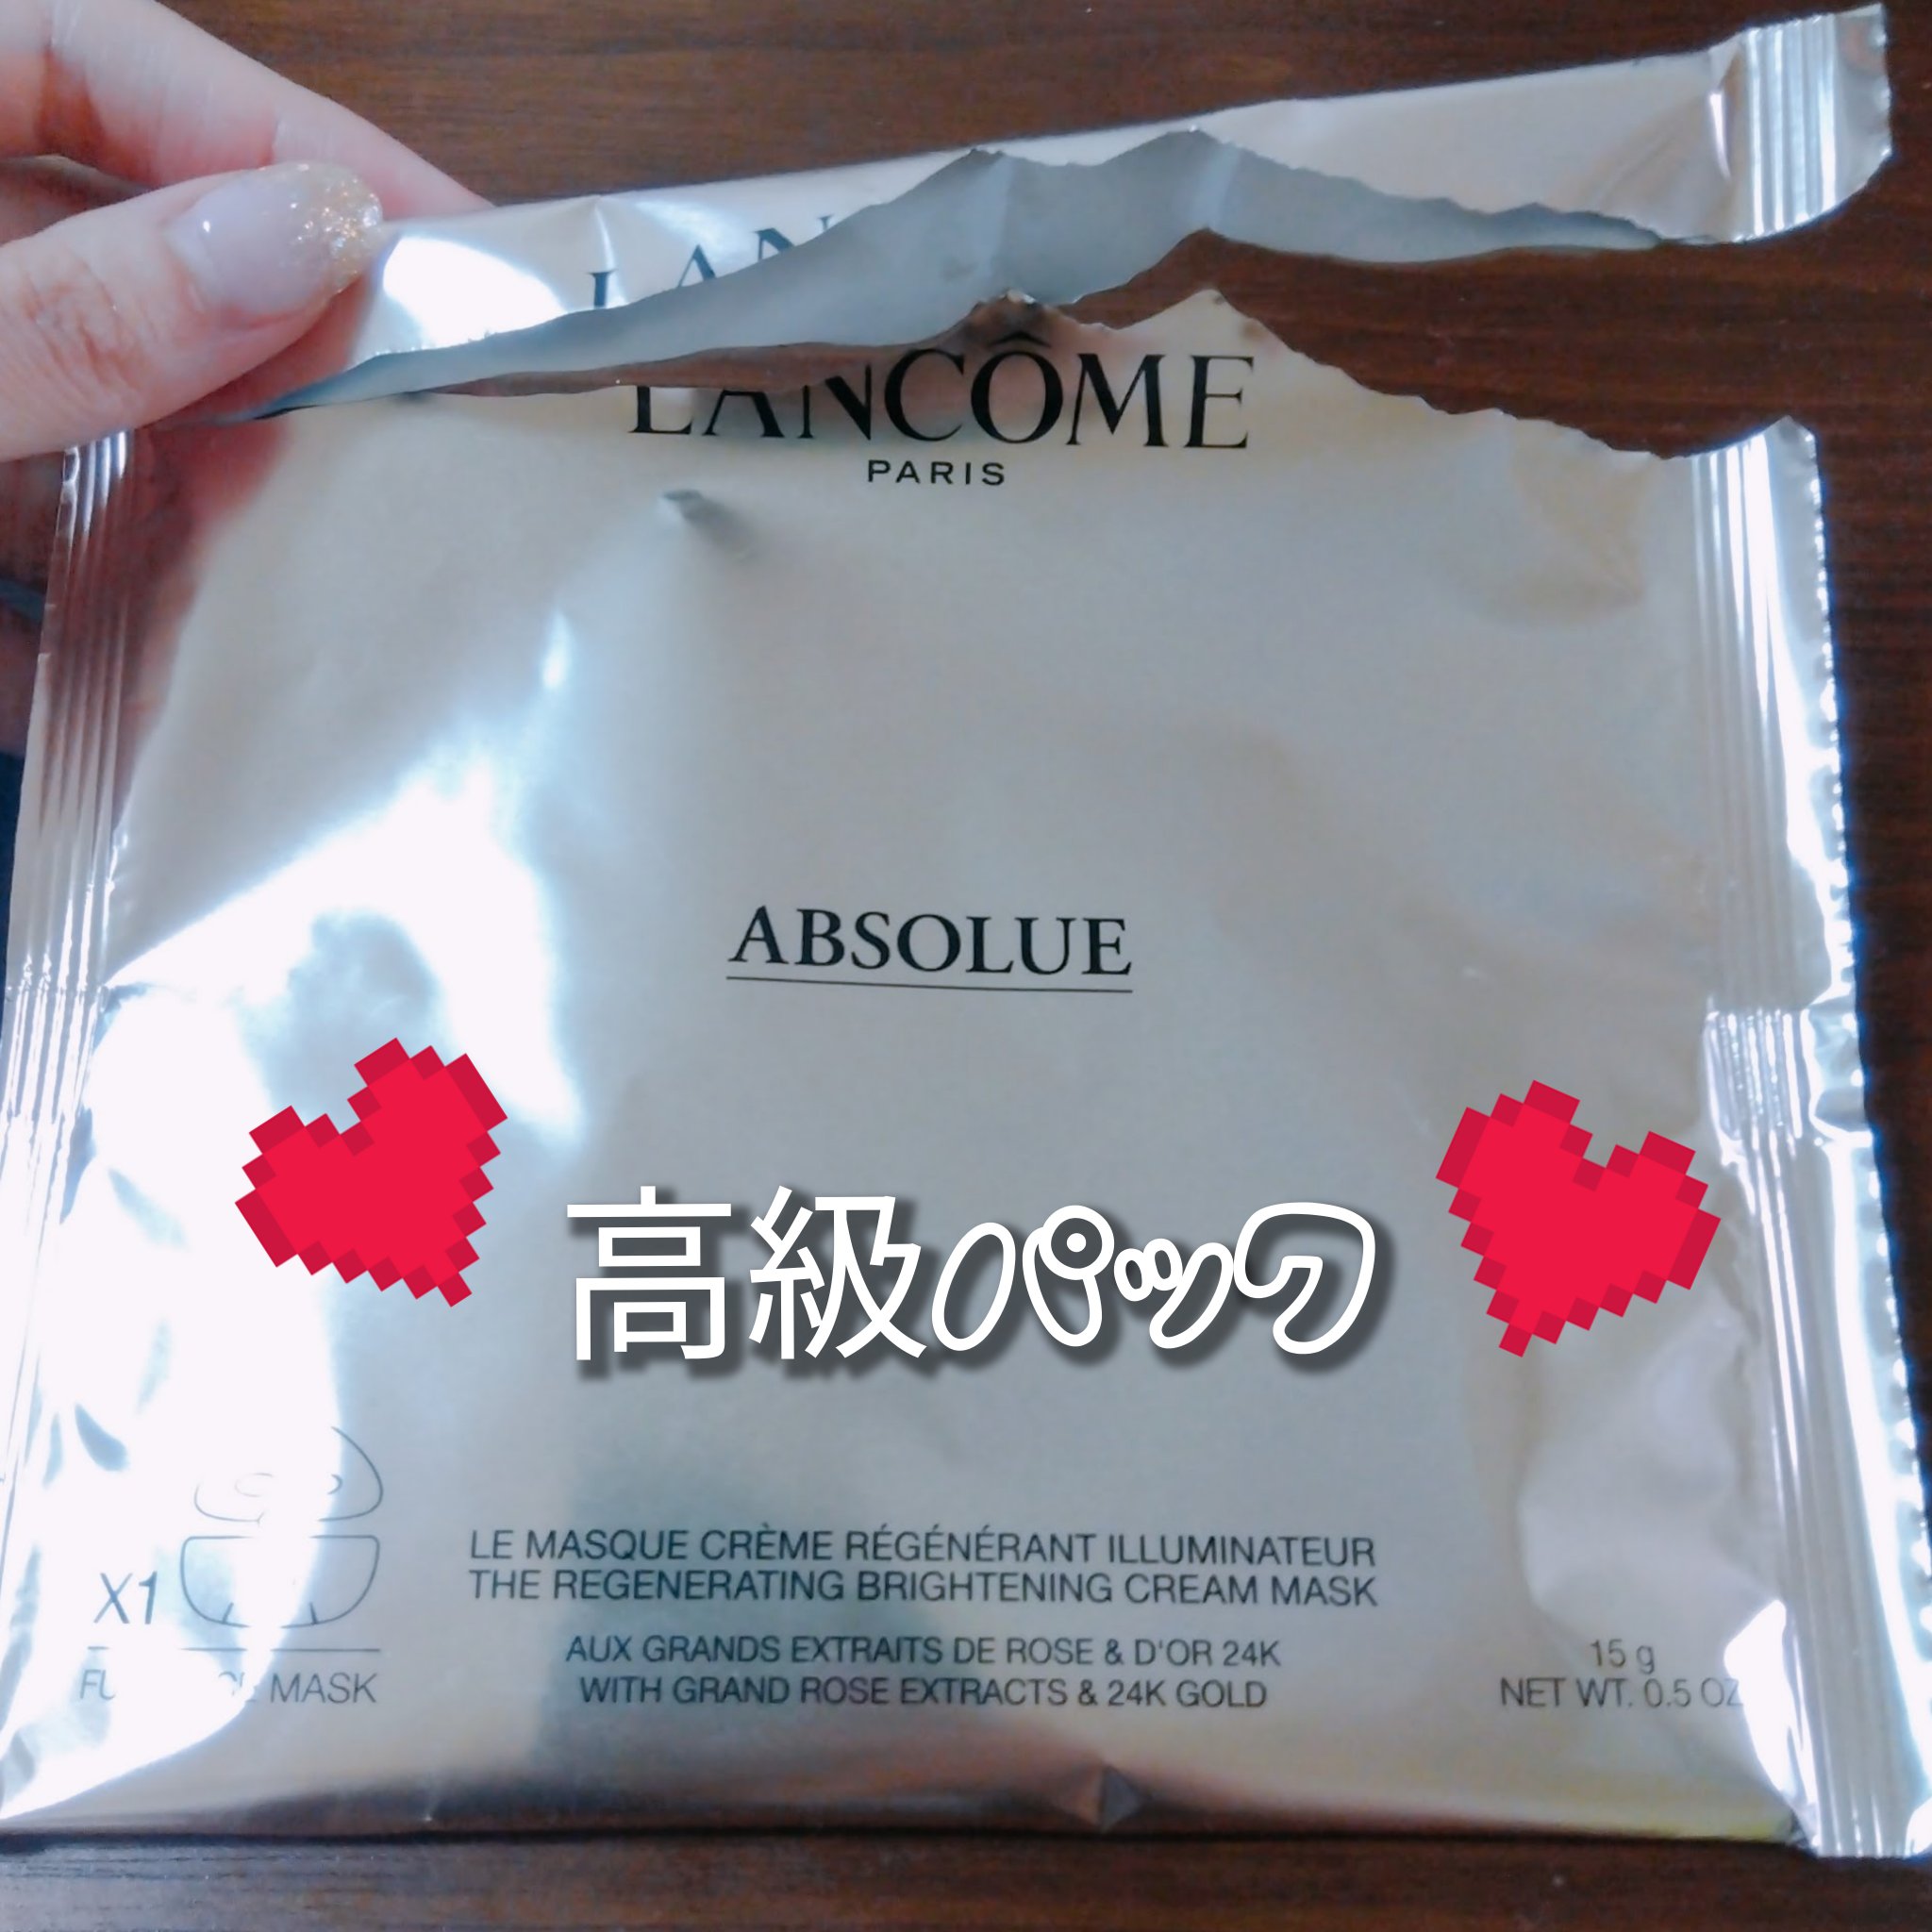 LAN
LANCÔME
PARIS
ABSOLUE
高級パック
LE MASQUE CRÈME RÉGÉNÉRANT ILLUMINATEUR
THE REGENERATING BRIGHTENING CREAM MASK
AUX GRANDS EXTRAITS DE ROSE & D'OR 24K
WITH GRAND ROSE EXTRACTS & 24K GOLD
X1
MASK
15 g
NET WT. 0.5 OZ